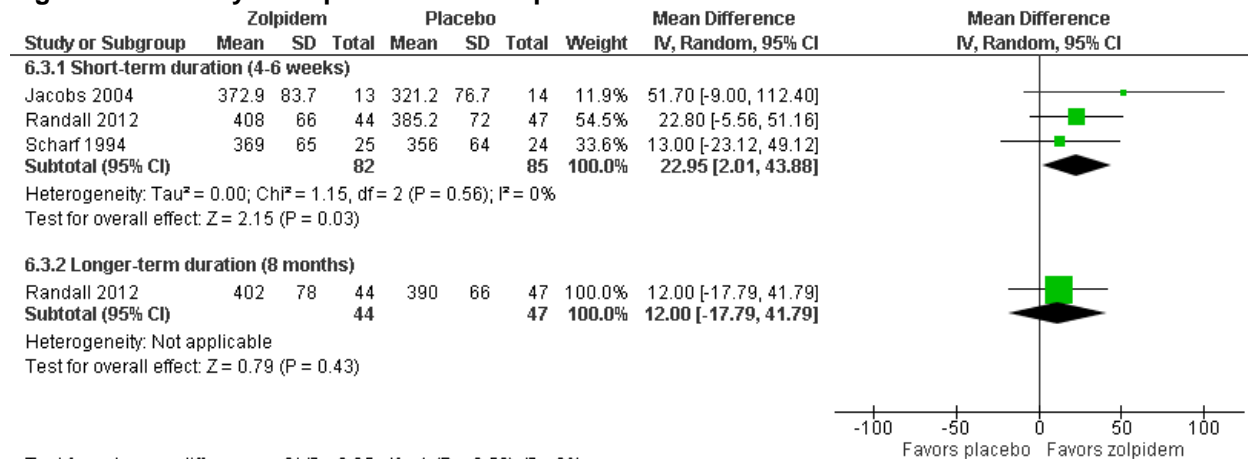 Zolpidem Placebo Mean Difference Mean Difference
Study or Subgroup Mean SD Total Mean SD Total Weight IV, Random, 95% CI IV, Random, 95% CI
6.3.1 Short-term duration (4-6 weeks)
Jacobs 2004 372.9 83.7 13 321.2 76.7 14 11.9% 51.70 [-9.00, 112.40]
Randall 2012 408 66 44 385.2 72 47 54.5% 22.80 [-5.56, 51.16]
Scharf 1994 369 65 25 356 64 24 33.6% 13.00 [-23.12, 49.12]
Subtotal (95% CI) 82 85 100.0% 22.95 [2.01, 43.88]
Heterogeneity: Tau² = 0.00; Chi² = 1.15, df = 2 (P = 0.56); I² = 0%
Test for overall effect: Z = 2.15 (P = 0.03)
6.3.2 Longer-term duration (8 months)
Randall 2012 402 78 44 390 66 47 100.0% 12.00 [-17.79, 41.79]
Subtotal (95% CI) 44 47 100.0% 12.00 [-17.79, 41.79]
Heterogeneity: Not applicable
Test for overall effect: Z = 0.79 (P = 0.43)
-100 -50 0 50 100
Favors placebo Favors zolpidem